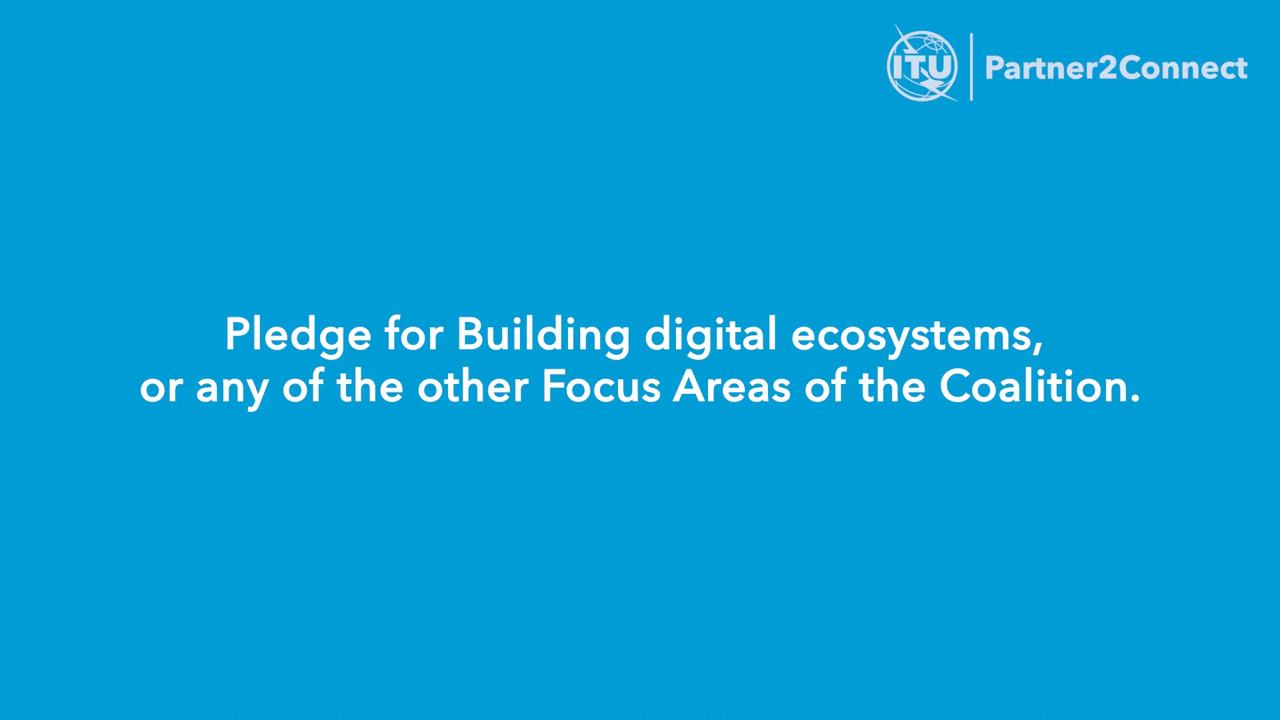 ITU | Partner2Connect
Pledge for Building digital ecosystems,
or any of the other Focus Areas of the Coalition.